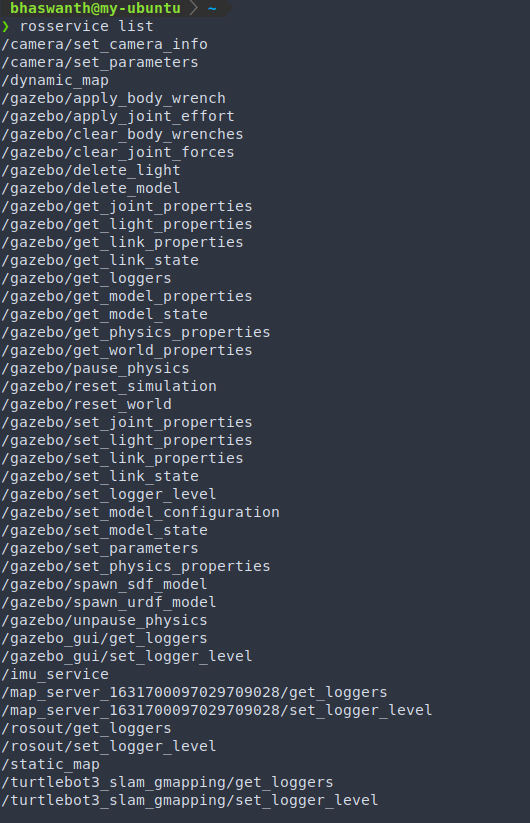 bhaswanth@my-ubuntu ~
❯ rosservice list
/camera/set_camera_info
/camera/set_parameters
/dynamic_map
/gazebo/apply_body_wrench
/gazebo/apply_joint_effort
/gazebo/clear_body_wrenches
/gazebo/clear_joint_forces
/gazebo/delete_light
/gazebo/delete_model
/gazebo/get_joint_properties
/gazebo/get_light_properties
/gazebo/get_link_properties
/gazebo/get_link_state
/gazebo/get_loggers
/gazebo/get_model_properties
/gazebo/get_model_state
/gazebo/get_physics_properties
/gazebo/get_world_properties
/gazebo/pause_physics
/gazebo/reset_simulation
/gazebo/reset_world
/gazebo/set_joint_properties
/gazebo/set_light_properties
/gazebo/set_link_properties
/gazebo/set_link_state
/gazebo/set_logger_level
/gazebo/set_model_configuration
/gazebo/set_model_state
/gazebo/set_parameters
/gazebo/set_physics_properties
/gazebo/spawn_sdf_model
/gazebo/spawn_urdf_model
/gazebo/unpause_physics
/gazebo_gui/get_loggers
/gazebo_gui/set_logger_level
/imu_service
/map_server_1631700097029709028/get_loggers
/map_server_1631700097029709028/set_logger_level
/rosout/get_loggers
/rosout/set_logger_level
/static_map
/turtlebot3_slam_gmapping/get_loggers
/turtlebot3_slam_gmapping/set_logger_level